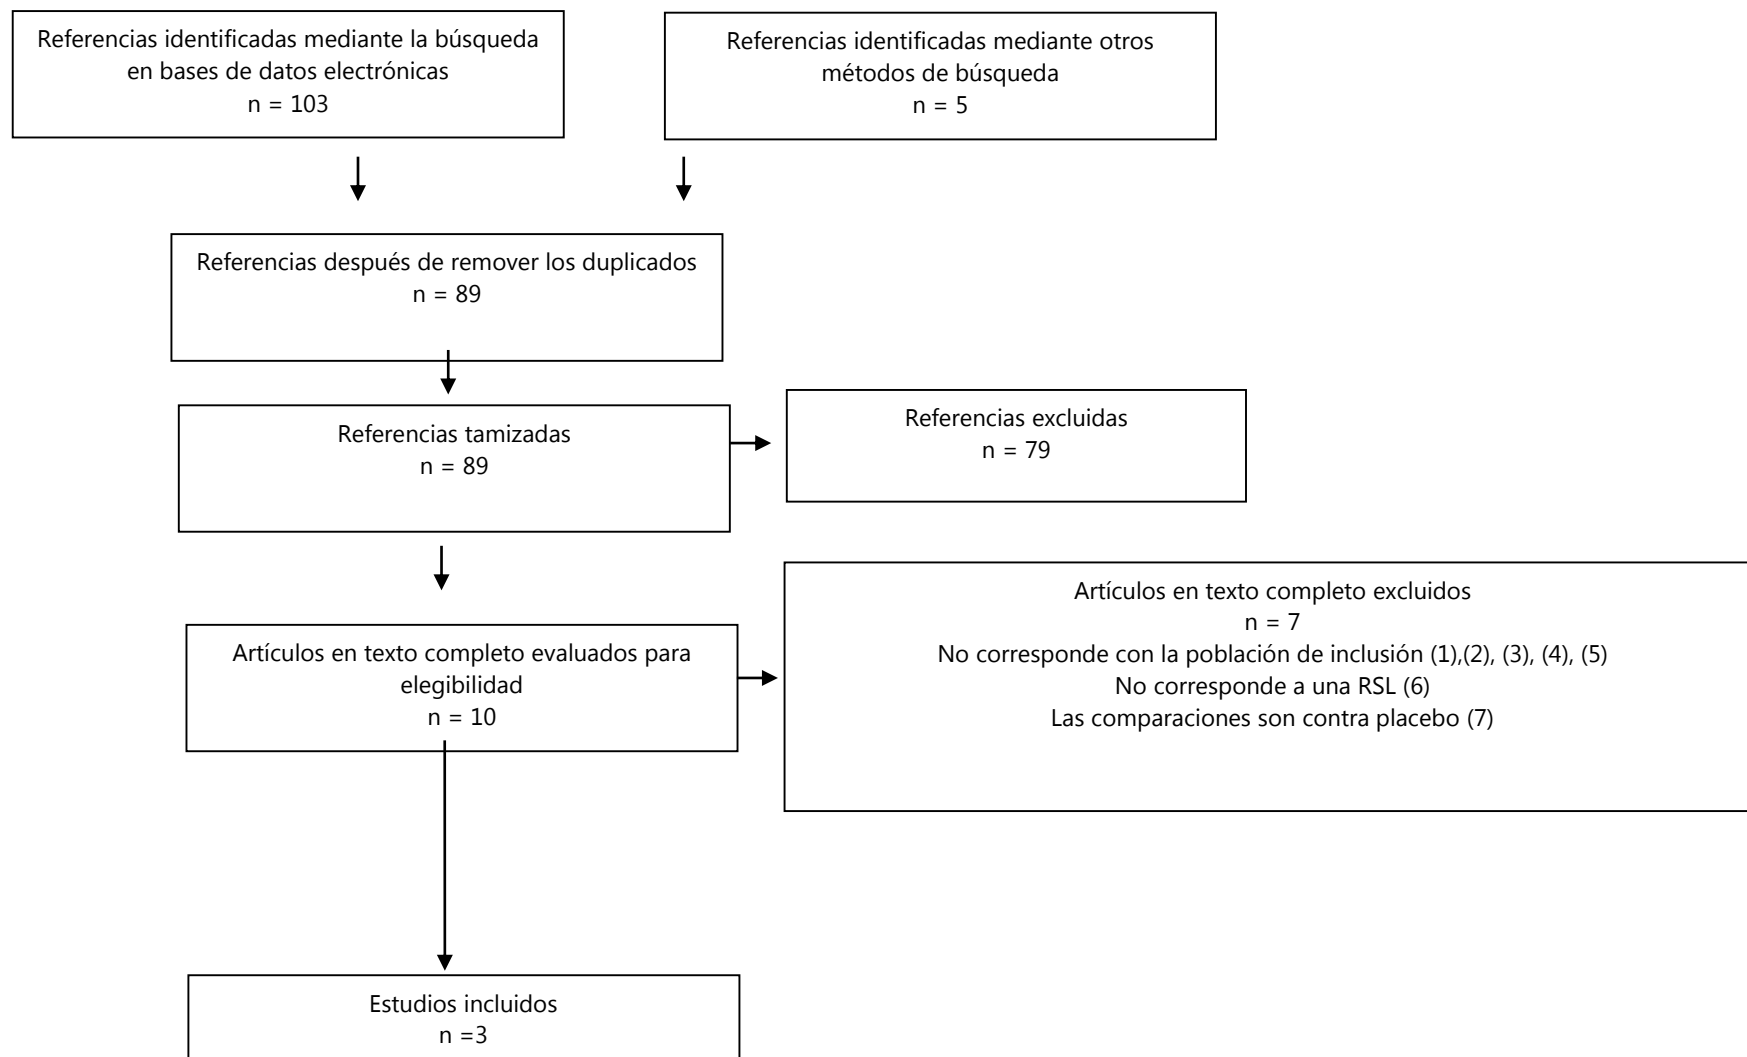 Referencias identificadas mediante la búsqueda
en bases de datos electrónicas
n = 103
Referencias identificadas mediante otros
métodos de búsqueda
n = 5
Referencias después de remover los duplicados
n = 89
Referencias tamizadas
n = 89
Referencias excluidas
n = 79
Artículos en texto completo evaluados para
elegibilidad
n = 10
Artículos en texto completo excluidos
n = 7
No corresponde con la población de inclusión (1),(2), (3), (4), (5)
No corresponde a una RSL (6)
Las comparaciones son contra placebo (7)
Estudios incluidos
n =3